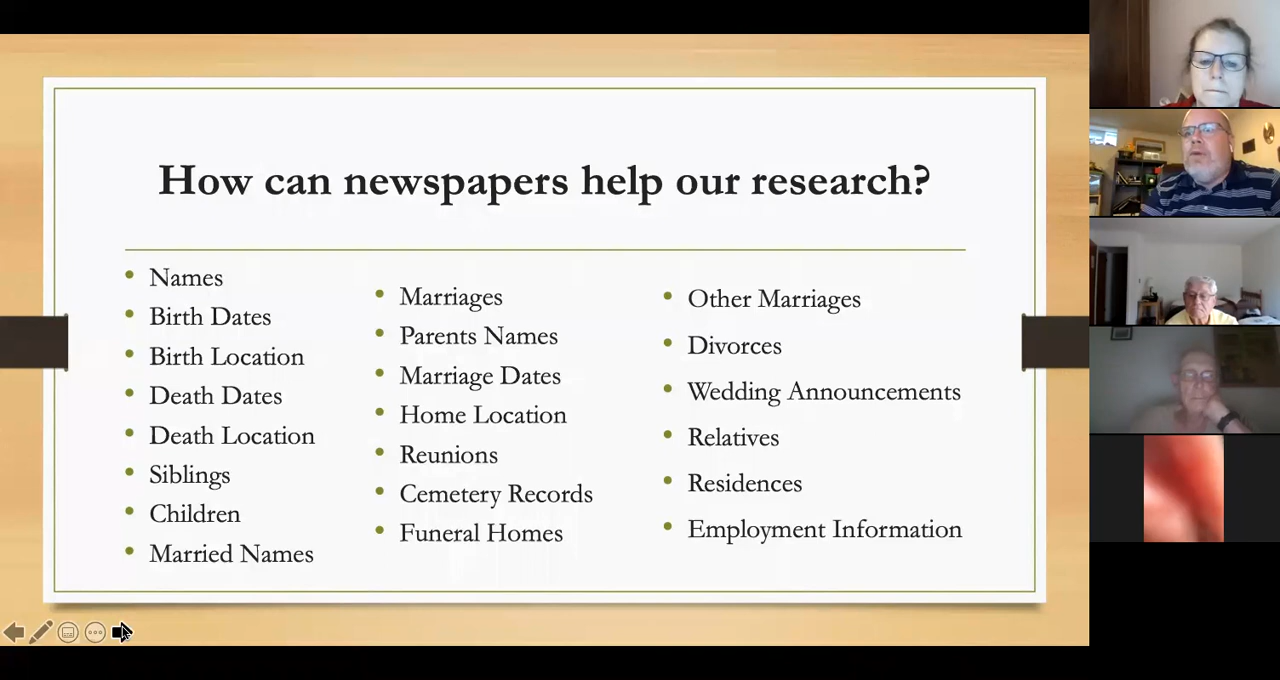 How can newspapers help our research?
• Names
• Birth Dates
• Birth Location
• Death Dates
• Death Location
• Siblings
• Children
• Married Names
• Marriages
• Parents Names
• Marriage Dates
• Home Location
• Reunions
• Cemetery Records
• Funeral Homes
• Other Marriages
• Divorces
• Wedding Announcements
• Relatives
• Residences
• Employment Information